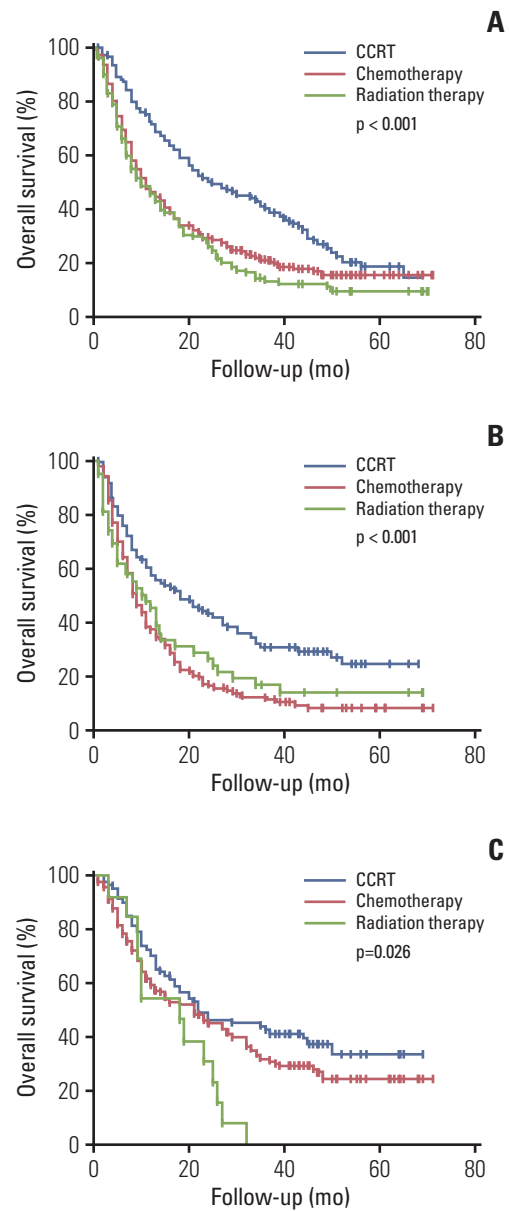 A
100
80
60
40
20
0
Overall survival (%)
CCRT
Chemotherapy
Radiation therapy
p < 0.001
0 20 40 60 80
Follow-up (mo)
B
100
80
60
40
20
0
Overall survival (%)
CCRT
Chemotherapy
Radiation therapy
p < 0.001
0 20 40 60 80
Follow-up (mo)
C
100
80
60
40
20
0
Overall survival (%)
CCRT
Chemotherapy
Radiation therapy
p=0.026
0 20 40 60 80
Follow-up (mo)